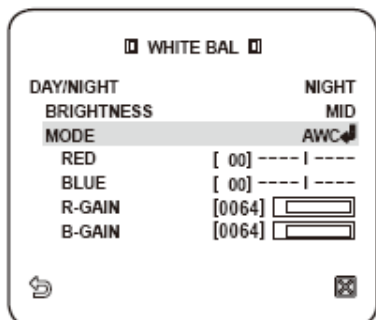 WHITE BAL
DAY/NIGHT NIGHT
BRIGHTNESS MID
MODE AWC
RED [ 00] ---- I ----
BLUE [ 00] ---- I ----
R-GAIN [0064]
B-GAIN [0064]